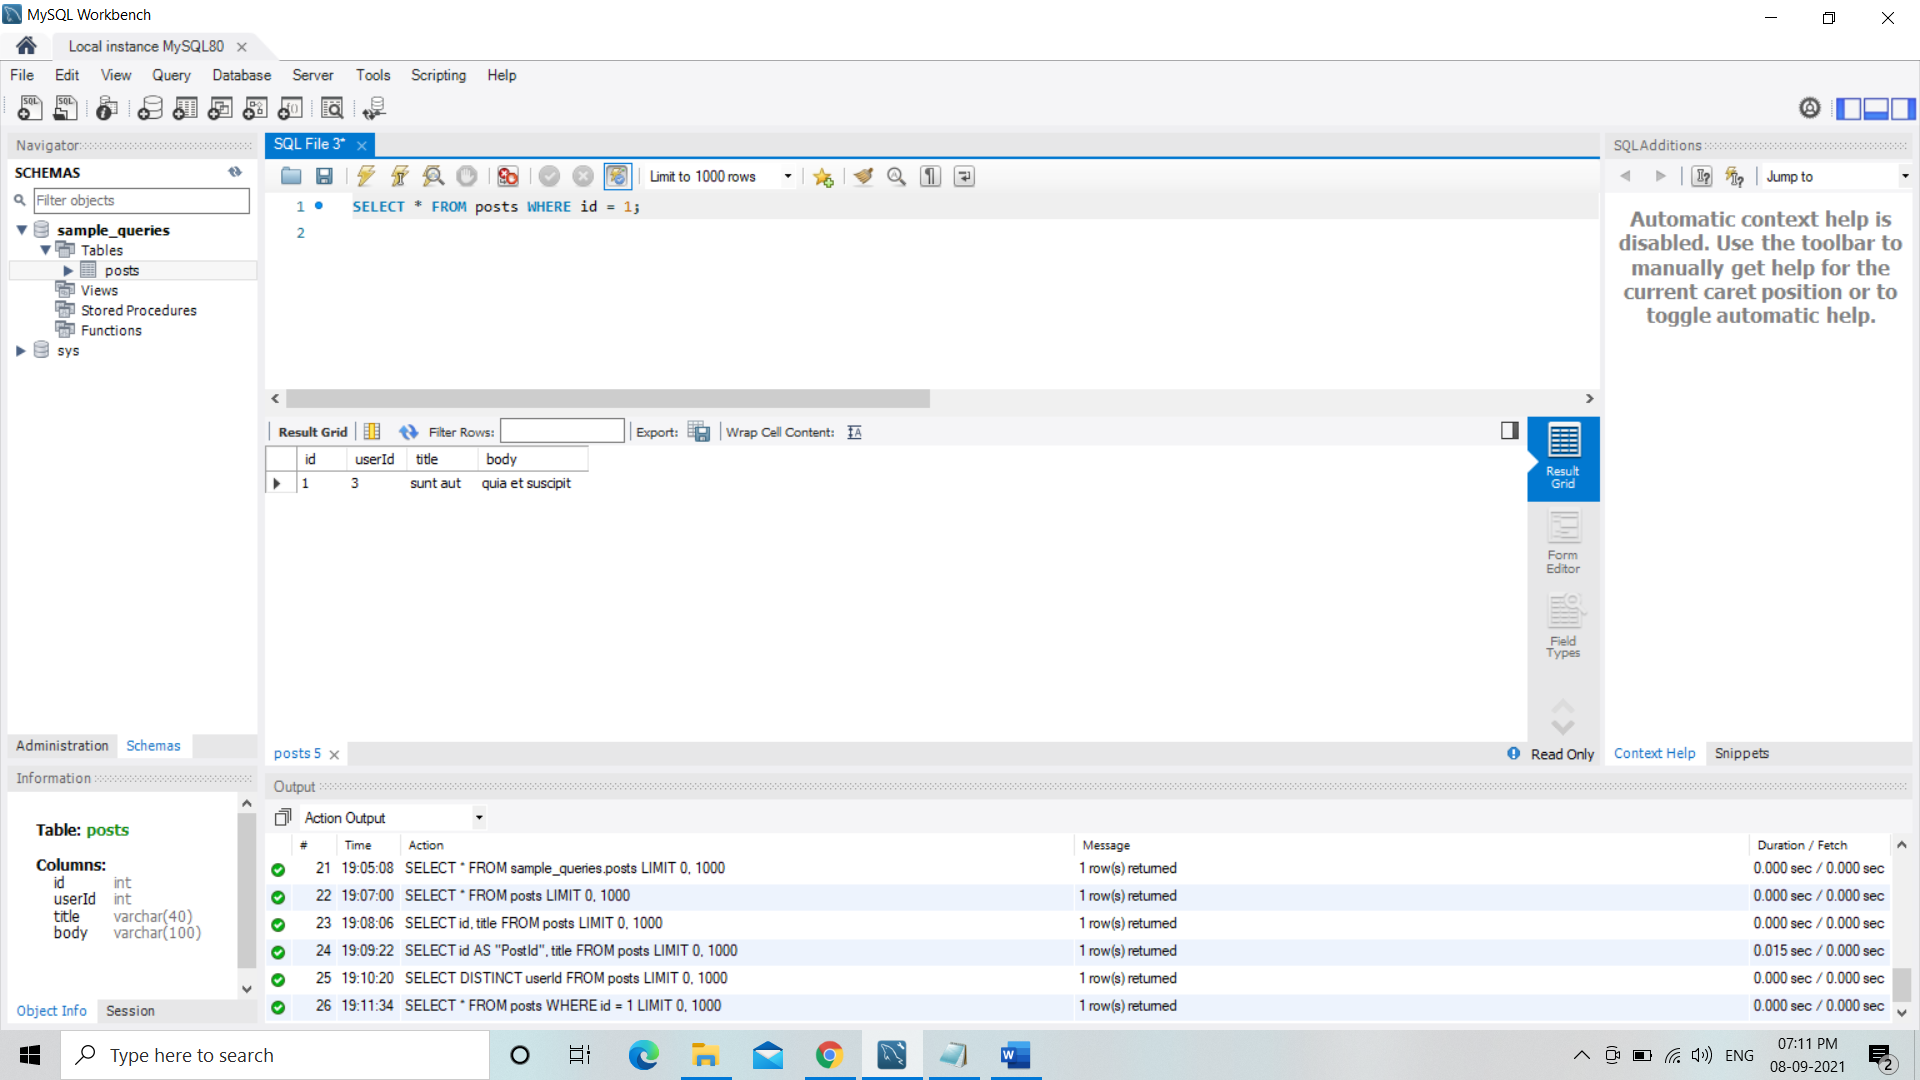 MySQL Workbench
Local instance MySQL80
File Edit View Query Database Server Tools Scripting Help
Navigator
SCHEMAS
Filter objects
sample_queries
Tables
posts
Views
Stored Procedures
Functions
sys
Administration Schemas
Information
Table: posts
Columns:
id int
userId int
title varchar(40)
body varchar(100)
Object Info Session
SQL File 3*
Limit to 1000 rows
1 SELECT * FROM posts WHERE id = 1;
2
Result Grid Filter Rows: Export: Wrap Cell Content:
id userId title body
1 3 sunt aut quia et suscipit
Result
Grid
Form
Editor
Field
Types
posts 5
Read Only
SQLAdditions
Jump to
Automatic context help is
disabled. Use the toolbar to
manually get help for the
current caret position or to
toggle automatic help.
Context Help Snippets
Output
Action Output
# Time Action Message Duration / Fetch
21 19:05:08 SELECT * FROM sample_queries.posts LIMIT 0, 1000 1 row(s) returned 0.000 sec / 0.000 sec
22 19:07:00 SELECT * FROM posts LIMIT 0, 1000 1 row(s) returned 0.000 sec / 0.000 sec
23 19:08:06 SELECT id, title FROM posts LIMIT 0, 1000 1 row(s) returned 0.000 sec / 0.000 sec
24 19:09:22 SELECT id AS "PostId", title FROM posts LIMIT 0, 1000 1 row(s) returned 0.015 sec / 0.000 sec
25 19:10:20 SELECT DISTINCT userId FROM posts LIMIT 0, 1000 1 row(s) returned 0.000 sec / 0.000 sec
26 19:11:34 SELECT * FROM posts WHERE id = 1 LIMIT 0, 1000 1 row(s) returned 0.000 sec / 0.000 sec
Type here to search
ENG
07:11 PM
08-09-2021
2